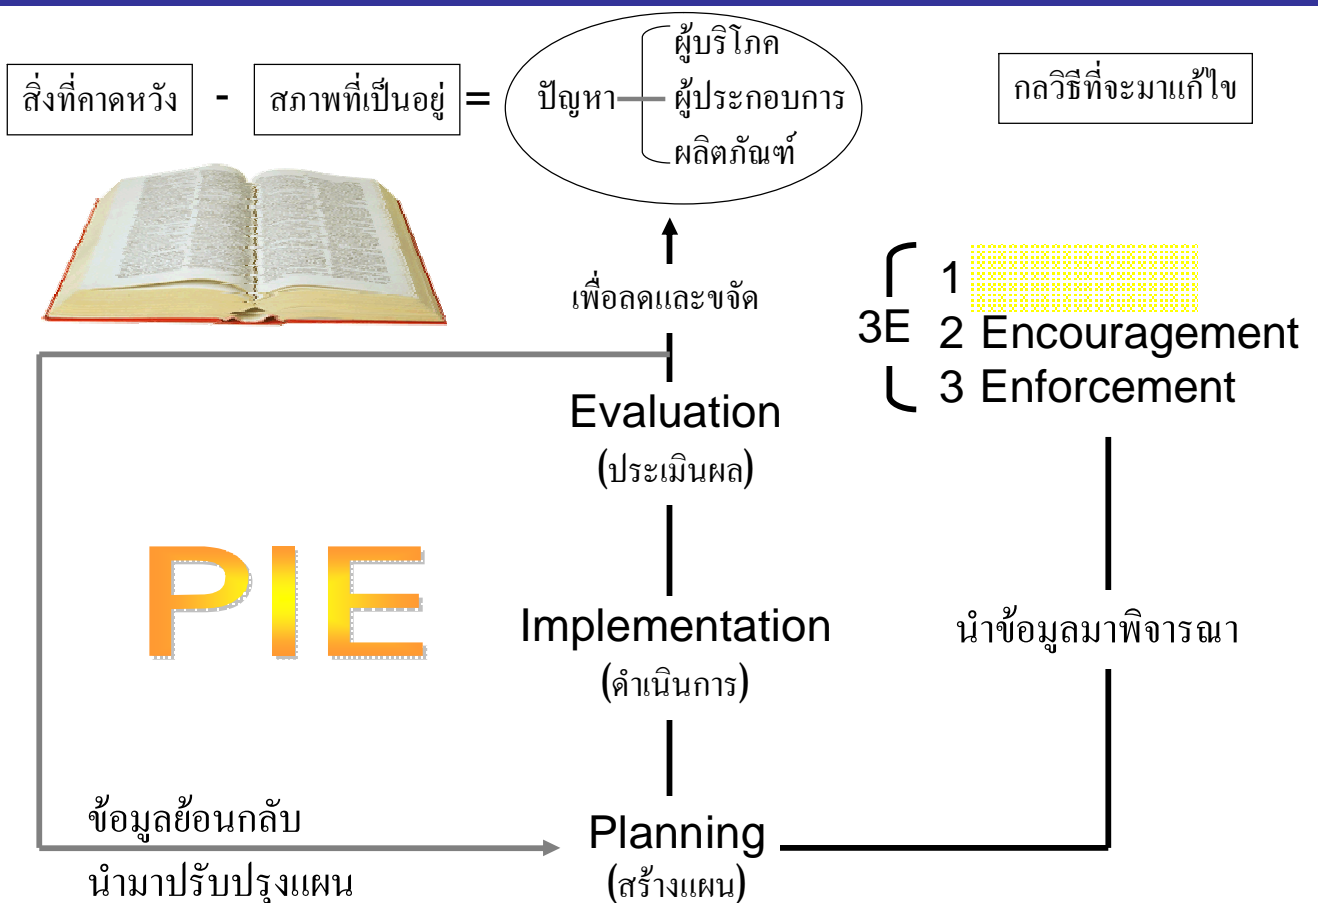 สิ่งที่คาดหวัง - สภาพที่เป็นอยู่ = ปัญหา
ผู้บริโภค
ผู้ประกอบการ
ผลิตภัณฑ์
กลวิธีที่จะมาแก้ไข
เพื่อลดและขจัด
3E
1
2 Encouragement
3 Enforcement
Evaluation
(ประเมินผล)
PIE
Implementation
(ดำเนินการ)
นำข้อมูลมาพิจารณา
ข้อมูลย้อนกลับ
นำมาปรับปรุงแผน
Planning
(สร้างแผน)